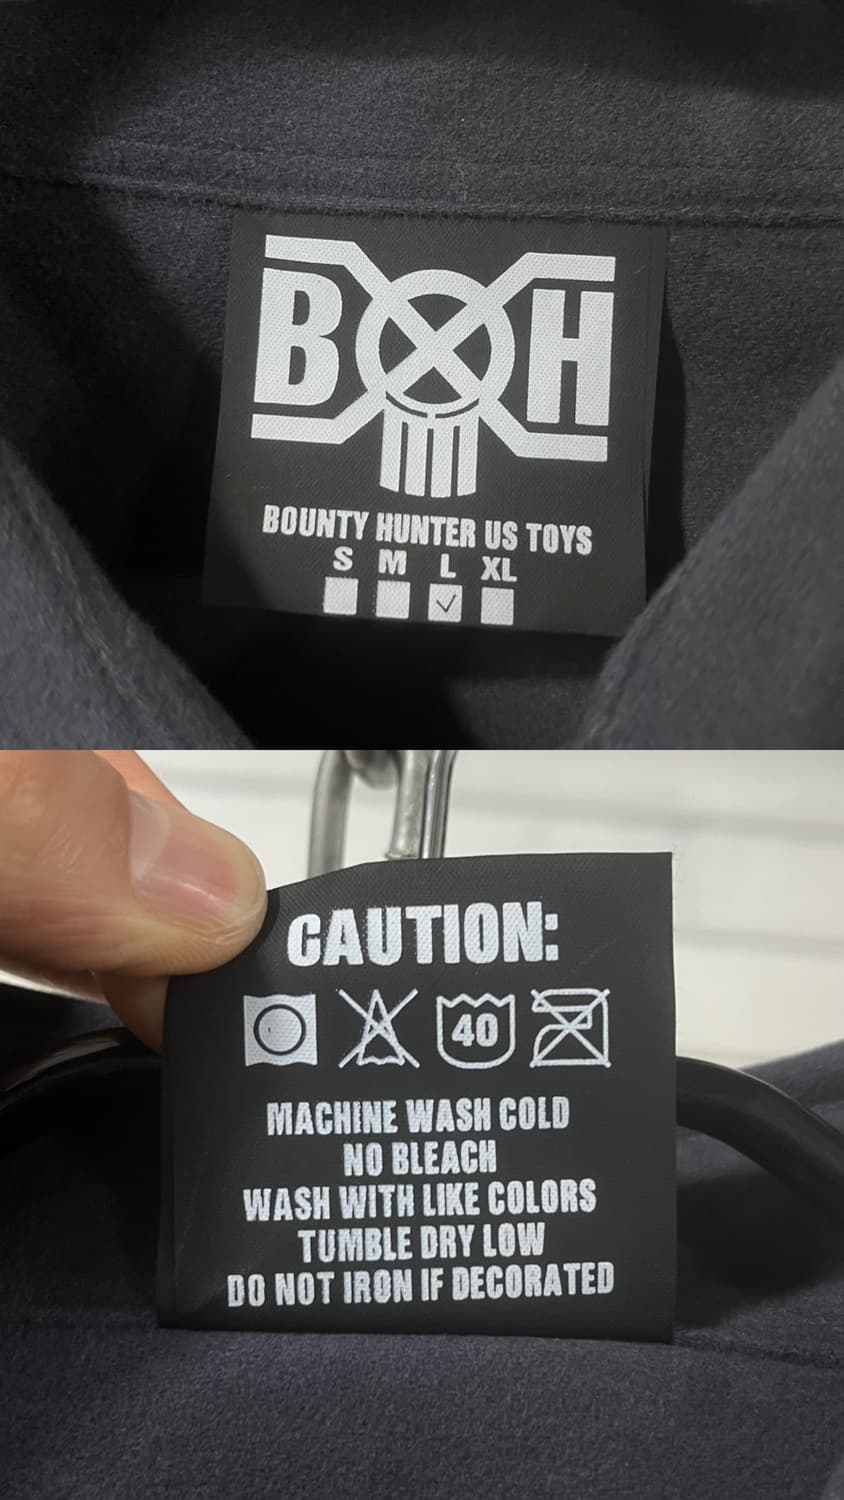 B H
BOUNTY HUNTER US TOYS
S M L XL
CAUTION:
40
MACHINE WASH COLD
NO BLEACH
WASH WITH LIKE COLORS
TUMBLE DRY LOW
DO NOT IRON IF DECORATED